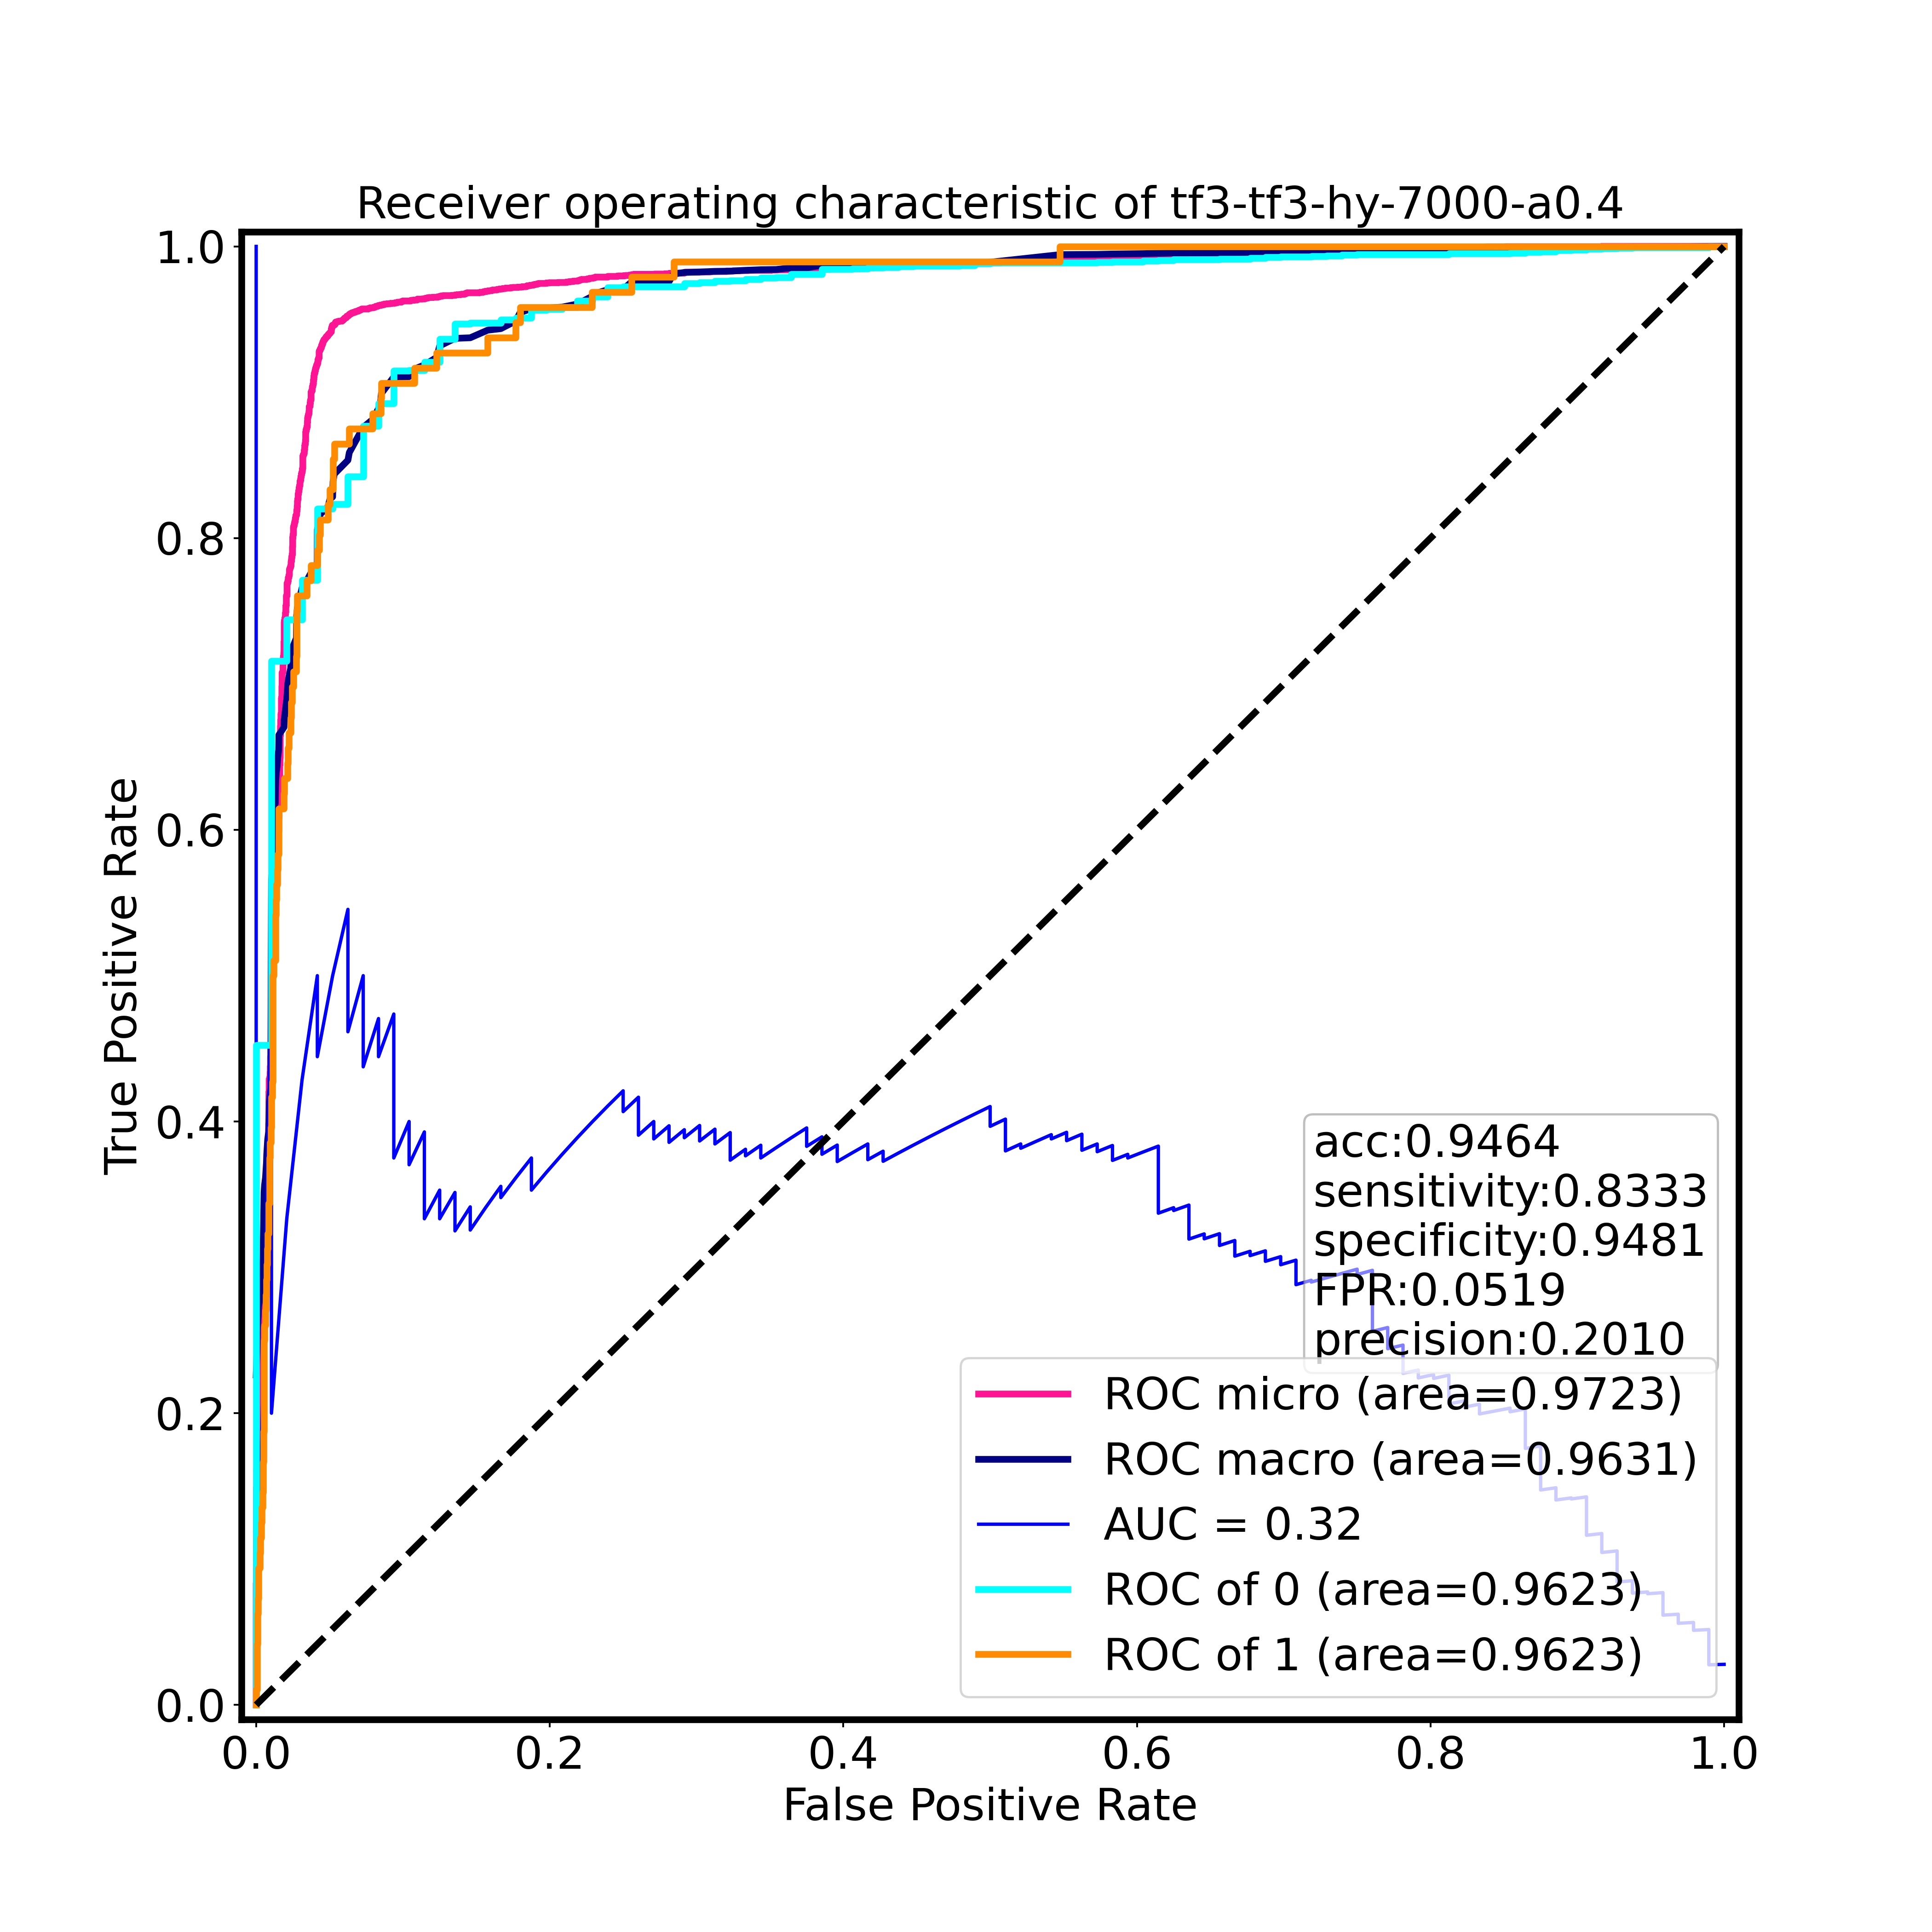 Receiver operating characteristic of tf3-tf3-hy-7000-a0.4
1.0
0.8
0.6
0.4
0.2
0.0
True Positive Rate
acc:0.9464
sensitivity:0.8333
specificity:0.9481
FPR:0.0519
precision:0.2010
ROC micro (area=0.9723)
ROC macro (area=0.9631)
AUC = 0.32
ROC of 0 (area=0.9623)
ROC of 1 (area=0.9623)
0.0 0.2 0.4 0.6 0.8 1.0
False Positive Rate